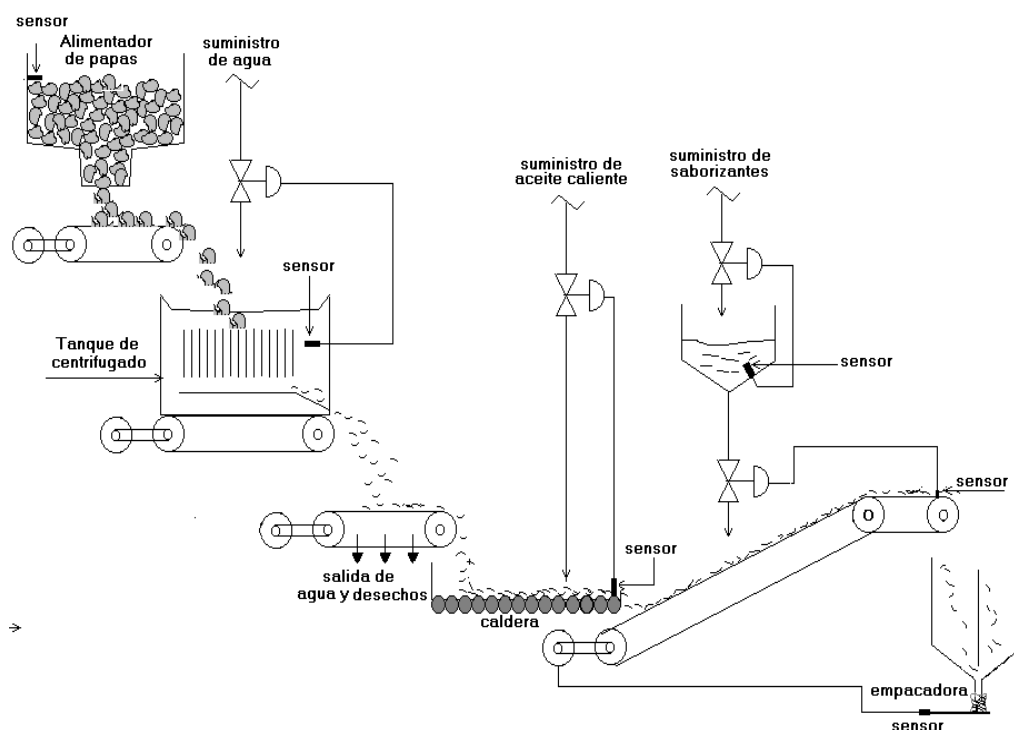 sensor
Alimentador
de papas
suministro
de agua
suministro de
aceite caliente
suministro de
saborizantes
sensor
Tanque de
centrifugado
sensor
sensor
sensor
salida de
agua y desechos
caldera
empacadora
sensor